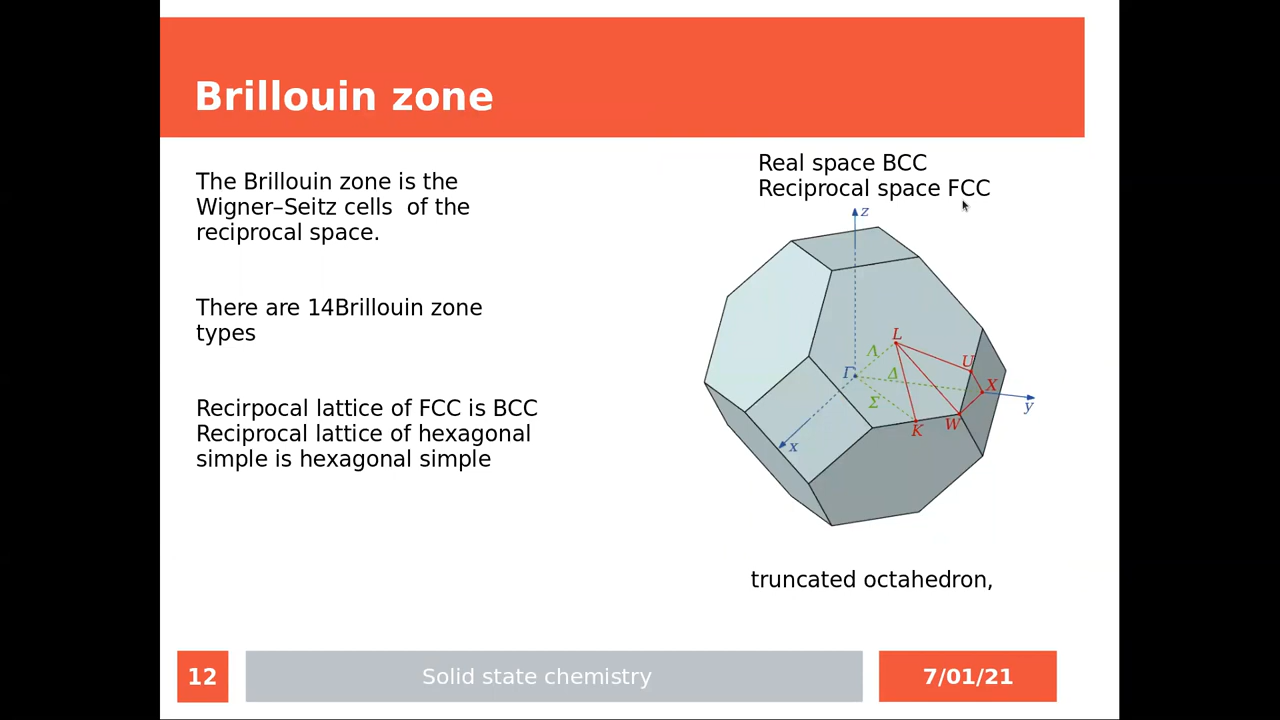 Brillouin zone
The Brillouin zone is the
Wigner–Seitz cells of the
reciprocal space.
There are 14Brillouin zone
types
Recirpocal lattice of FCC is BCC
Reciprocal lattice of hexagonal
simple is hexagonal simple
Real space BCC
Reciprocal space FCC
z
L
Λ
U
Γ
Δ
X
Σ
y
K
W
x
truncated octahedron,
12
Solid state chemistry
7/01/21